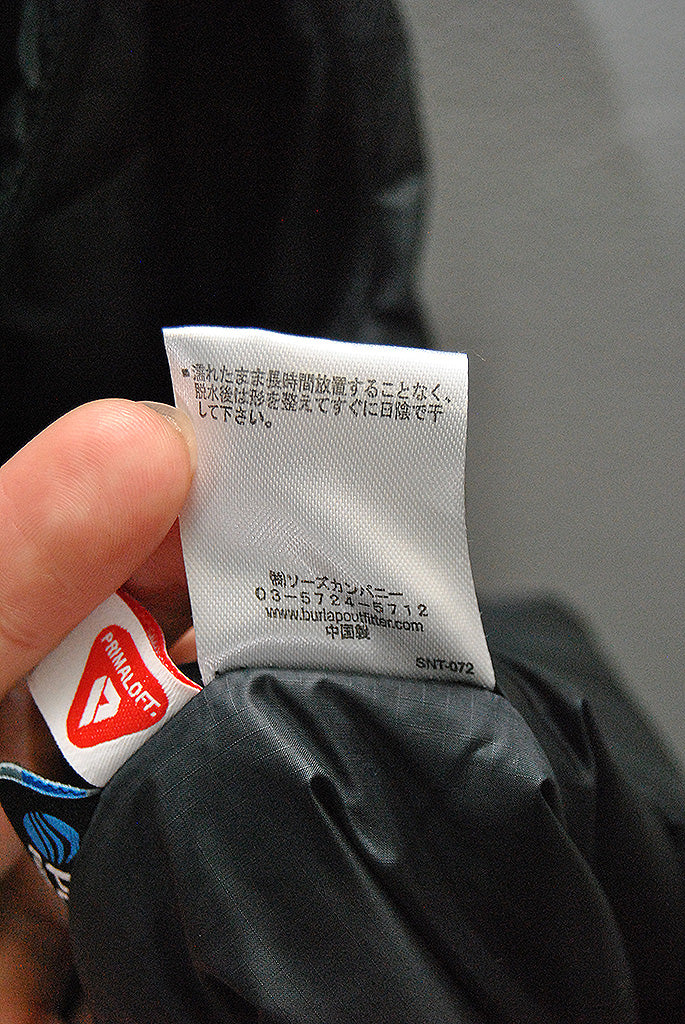 ・濡れたまま長時間放置することなく、
脱水後は形を整えてすぐに日陰で干
して下さい。
㈱ソーズカンパニー
03-5724-5712
www.burlapoutfitter.com
中国製
SNT-072
PRIMALOFT.